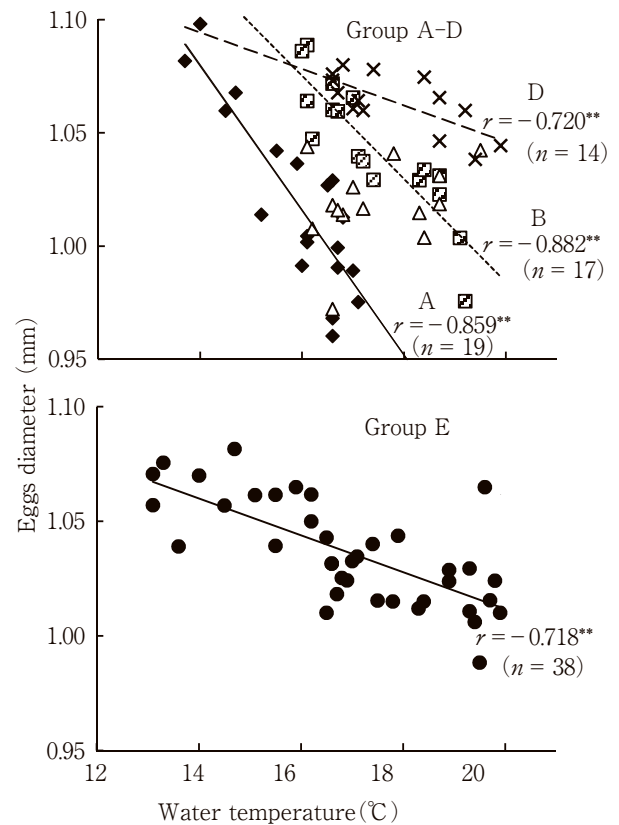 Eggs diameter (mm)
1.10
1.05
1.00
0.95
Group A-D
D
r = −0.720**
(n = 14)
B
r = −0.882**
(n = 17)
A
r = −0.859**
(n = 19)
1.10
1.05
1.00
0.95
Group E
r = −0.718**
(n = 38)
12 14 16 18 20
Water temperature(℃)